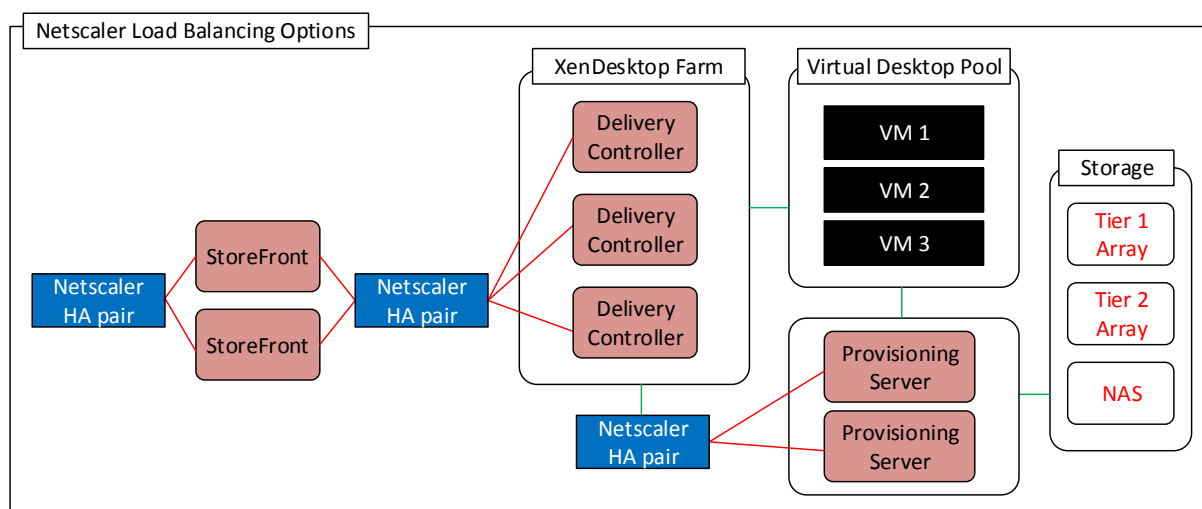 Netscaler Load Balancing Options
XenDesktop Farm
Virtual Desktop Pool
Delivery
Controller
VM 1
VM 2
VM 3
Storage
Tier 1
Array
Delivery
Controller
StoreFront
Netscaler
HA pair
Netscaler
HA pair
StoreFront
Delivery
Controller
Tier 2
Array
Provisioning
Server
NAS
Netscaler
HA pair
Provisioning
Server